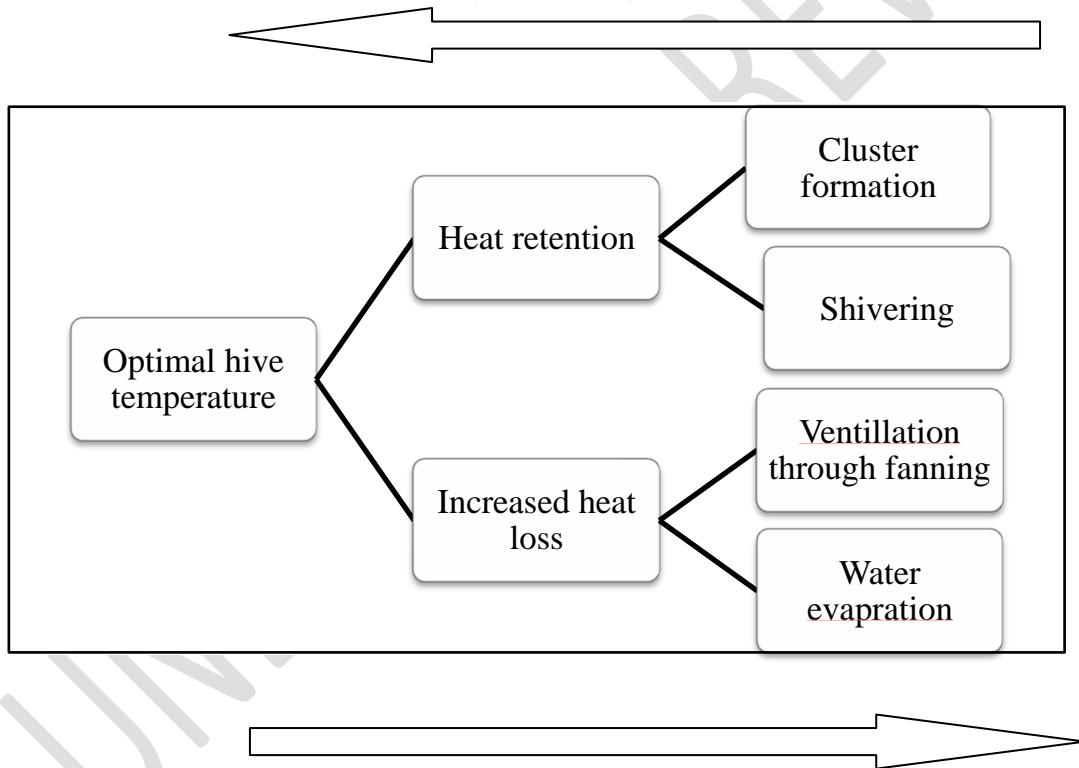 Cluster
formation
Heat retention
Shivering
Optimal hive
temperature
Ventillation
through fanning
Increased heat
loss
Water
evapration